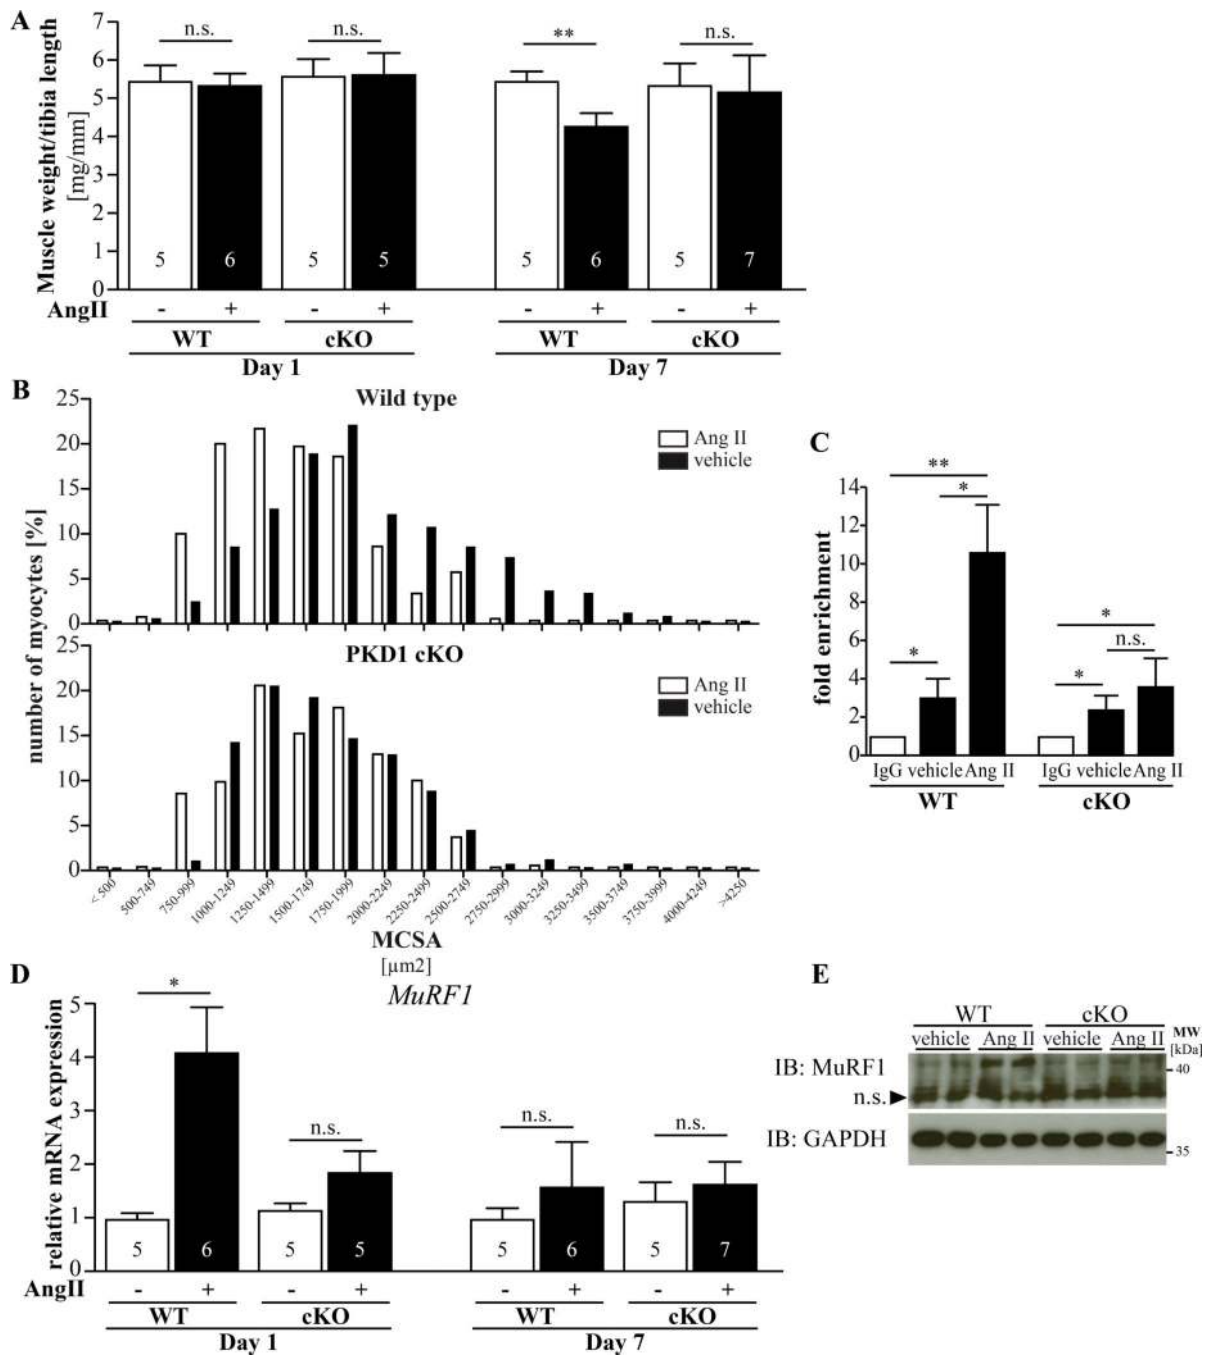 A
Muscle weight/tibia length
[mg/mm]
7
6
5
4
3
2
1
0
n.s.
n.s.
**
n.s.
5
6
5
5
5
6
5
7
AngII
- + - + - + - +
WT cKO WT cKO
Day 1 Day 7
B
Wild type
25
20
15
10
5
0
Ang II
vehicle
number of myocytes [%]
PKD1 cKO
25
20
15
10
5
0
Ang II
vehicle
<500
500-749
750-999
1000-1249
1250-1499
1500-1749
1750-1999
2000-2249
2250-2499
2500-2749
2750-2999
3000-3249
3250-3499
3500-3749
3750-3999
4000-4249
>4250
MCSA
[µm2]
C
fold enrichment
14
12
10
8
6
4
2
0
**
*
*
*
n.s.
*
IgG vehicle Ang II IgG vehicle Ang II
WT cKO
D
MuRF1
relative mRNA expression
5
4
3
2
1
0
*
n.s.
n.s.
n.s.
5
6
5
5
5
6
5
7
AngII
- + - + - + - +
WT cKO WT cKO
Day 1 Day 7
E
WT cKO
vehicle Ang II vehicle Ang II
MW
[kDa]
IB: MuRF1
40
n.s.
IB: GAPDH
35